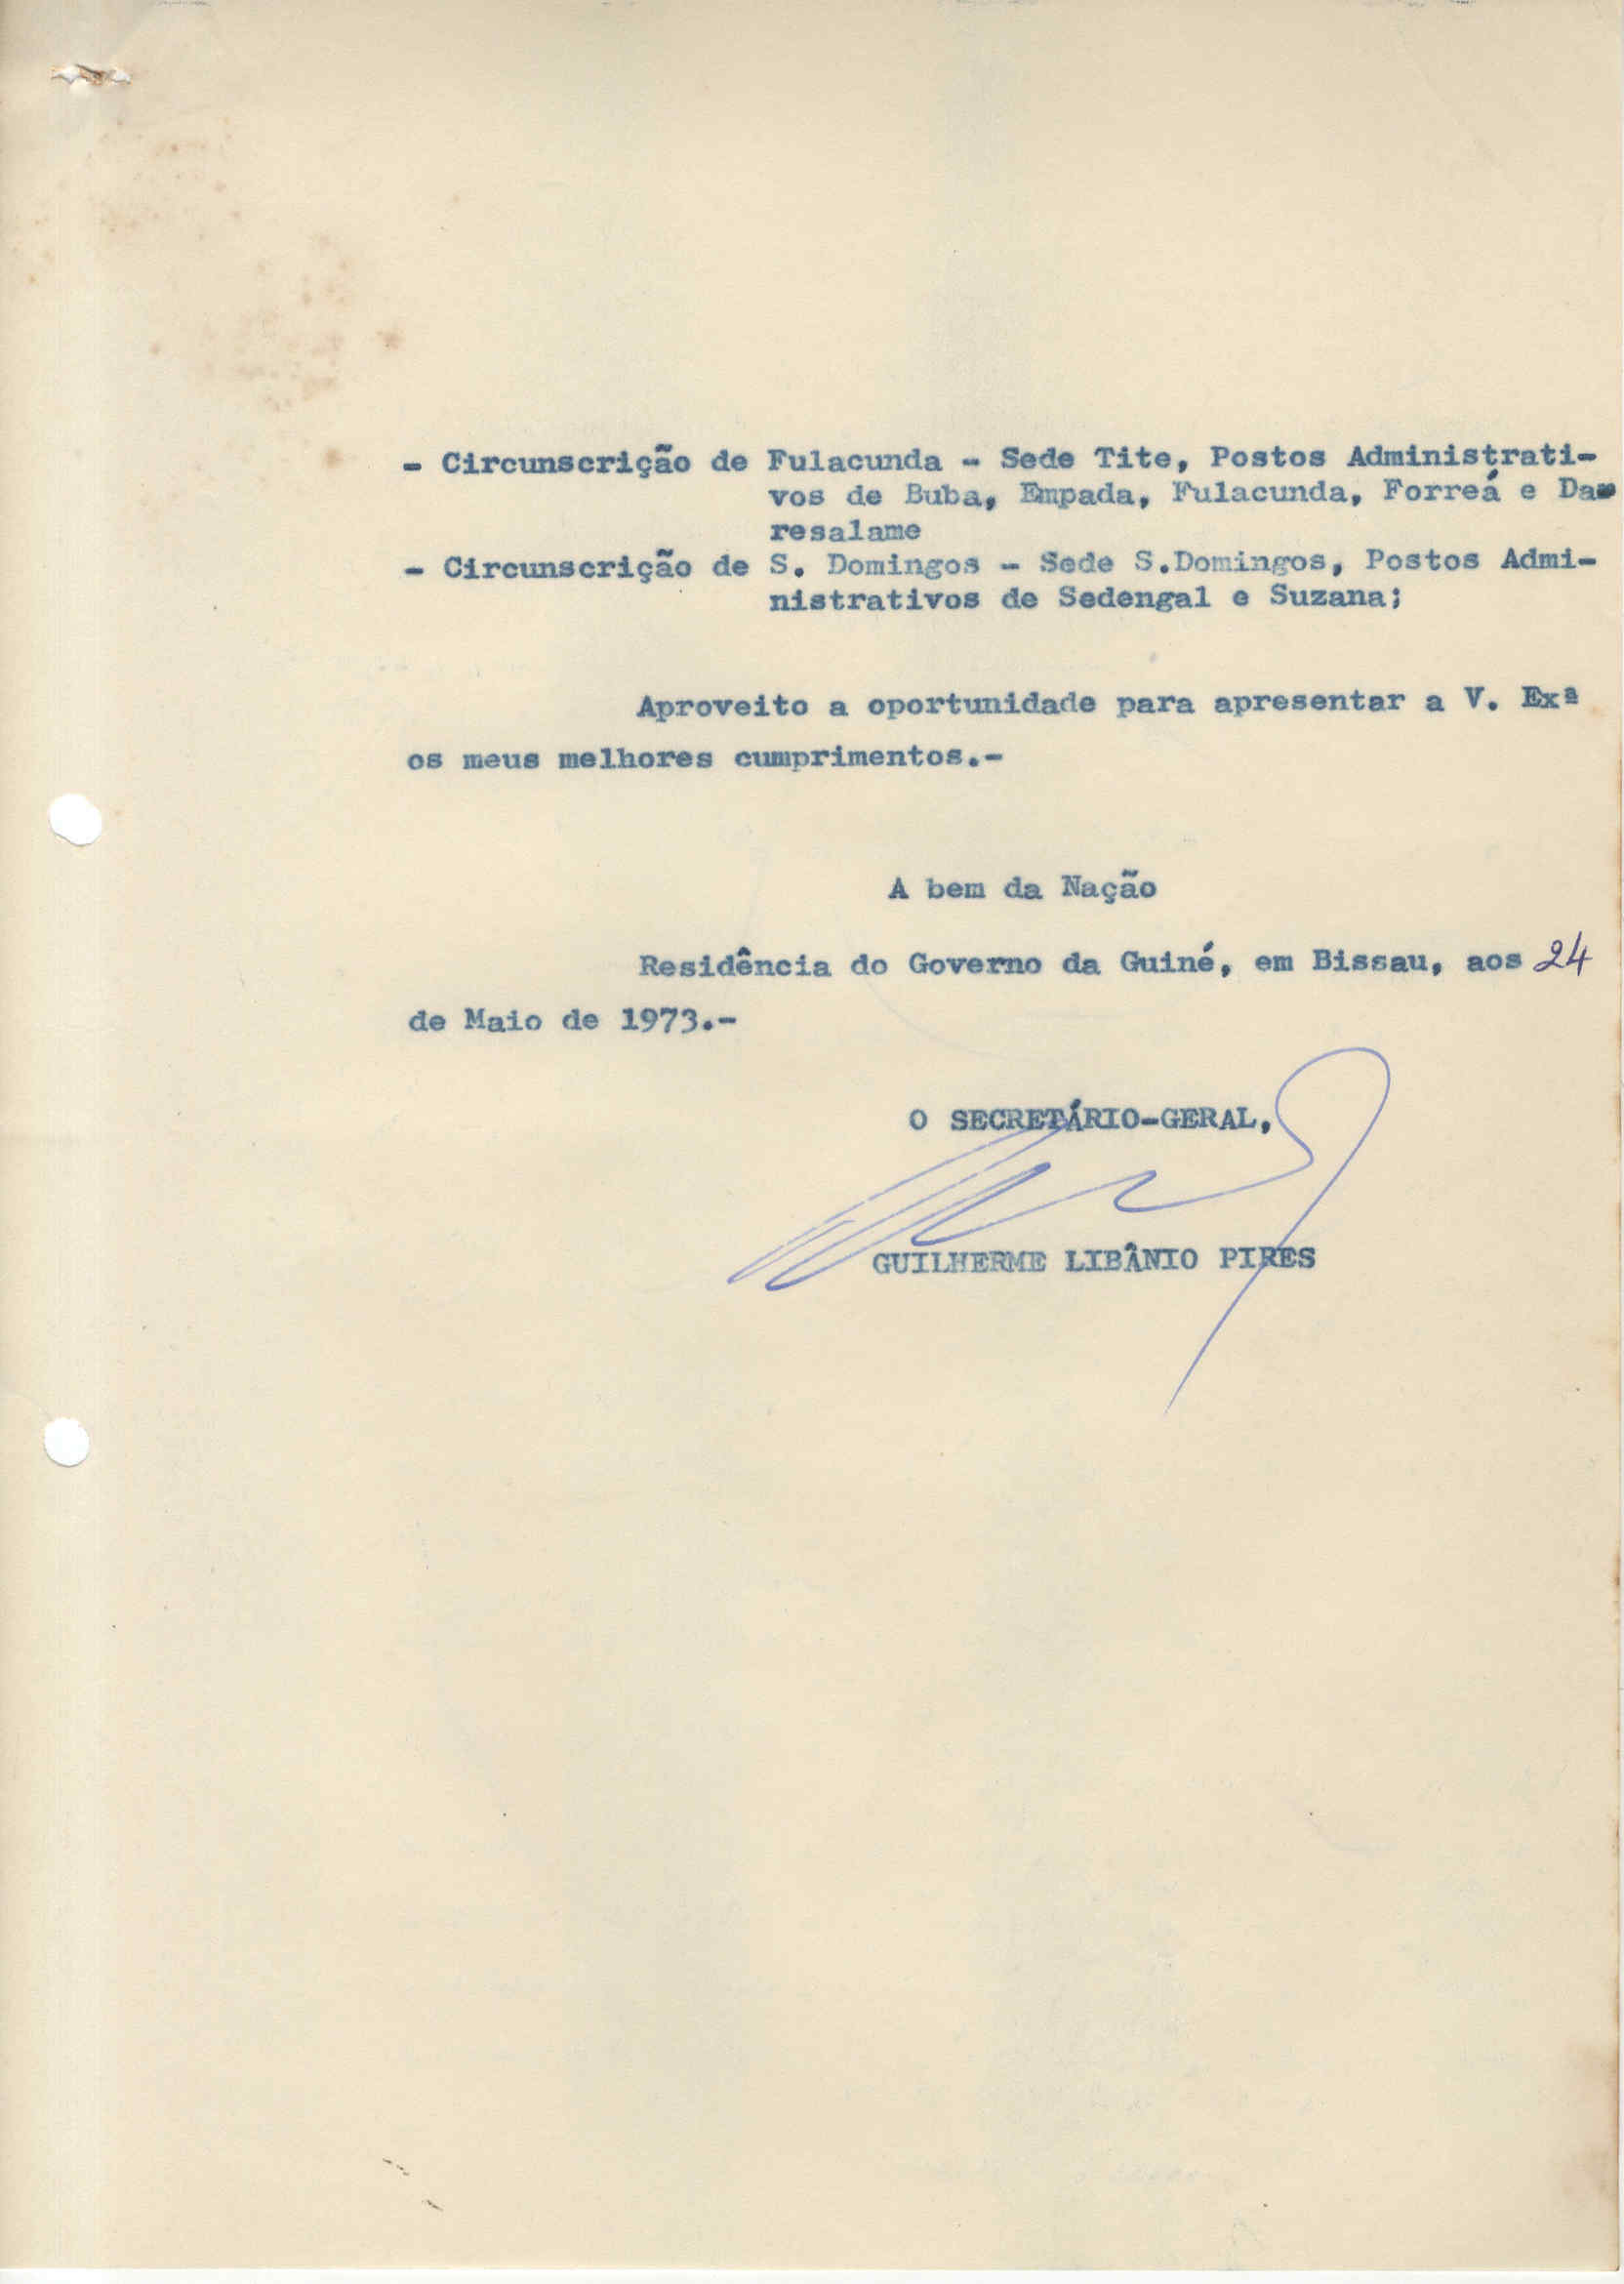 - Circunscrição de Fulacunda - Sede Tite, Postos Administrati-
vos de Buba, Empada, Fulacunda, Forreá e Da-
resalame
- Circunscrição de S. Domingos - Sede S.Domingos, Postos Admi-
nistrativos de Sedengal e Suzana;
Aproveito a oportunidade para apresentar a V. Exª
os meus melhores cumprimentos.-
A bem da Nação
Residência do Governo da Guiné, em Bissau, aos 24
de Maio de 1973.-
O SECRETÁRIO-GERAL,
GUILHERME LIBÂNIO PIRES